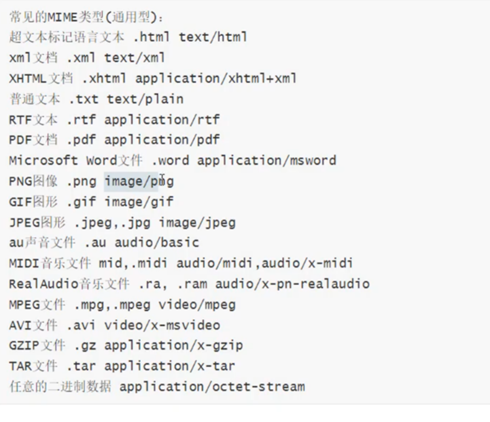 常见的MIME类型(通用型):
超文本标记语言文本 .html text/html
xml文档 .xml text/xml
XHTML文档 .xhtml application/xhtml+xml
普通文本 .txt text/plain
RTF文本 .rtf application/rtf
PDF文档 .pdf application/pdf
Microsoft Word文件 .word application/msword
PNG图像 .png image/png
GIF图形 .gif image/gif
JPEG图形 .jpeg,.jpg image/jpeg
au声音文件 .au audio/basic
MIDI音乐文件 mid,.midi audio/midi,audio/x-midi
RealAudio音乐文件 .ra, .ram audio/x-pn-realaudio
MPEG文件 .mpg,.mpeg video/mpeg
AVI文件 .avi video/x-msvideo
GZIP文件 .gz application/x-gzip
TAR文件 .tar application/x-tar
任意的二进制数据 application/octet-stream